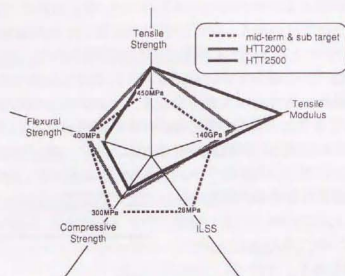 mid-term & sub target
HTT2000
HTT2500
Tensile
Strength
450MPa
Tensile
Modulus
140GPa
Flexural
Strength
400MPa
300MPa
Compressive
Strength
28MPa
ILSS